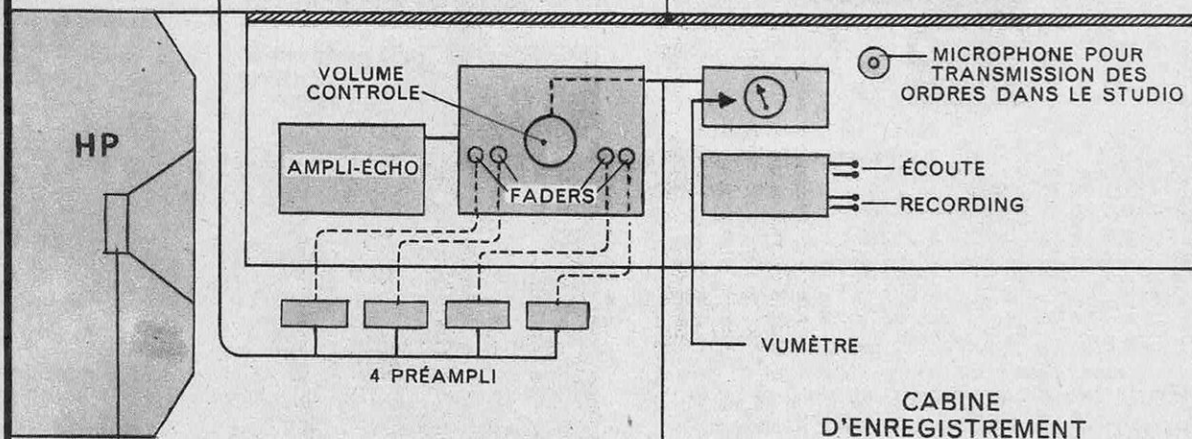 HP
VOLUME
CONTROLE
AMPLI-ÉCHO
FADERS
MICROPHONE POUR
TRANSMISSION DES
ORDRES DANS LE STUDIO
ÉCOUTE
RECORDING
4 PRÉAMPLI
VUMÈTRE
CABINE
D'ENREGISTREMENT